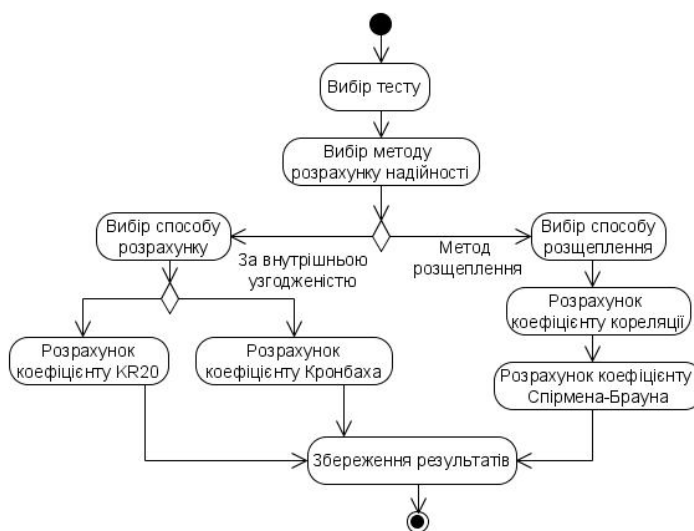 Вибір тесту
Вибір методу
розрахунку надійності
Вибір способу
розрахунку
За внутрішньою
узгодженістю
Метод
розщеплення
Вибір способу
розщеплення
Розрахунок
коефіцієнту KR20
Розрахунок
коефіцієнту Кронбаха
Розрахунок
коефіцієнту кореляції
Розрахунок коефіцієнту
Спірмена-Брауна
Збереження результатів